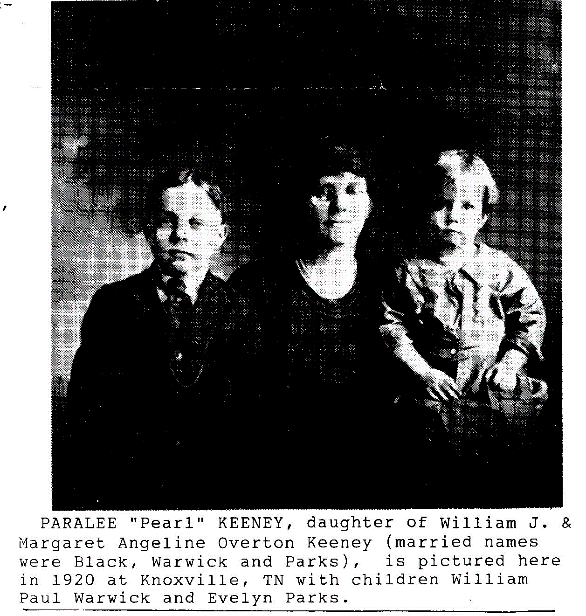 PARALEE "Pearl" KEENEY, daughter of William J. &
Margaret Angeline Overton Keeney (married names
were Black, Warwick and Parks), is pictured here
in 1920 at Knoxville, TN with children William
Paul Warwick and Evelyn Parks.